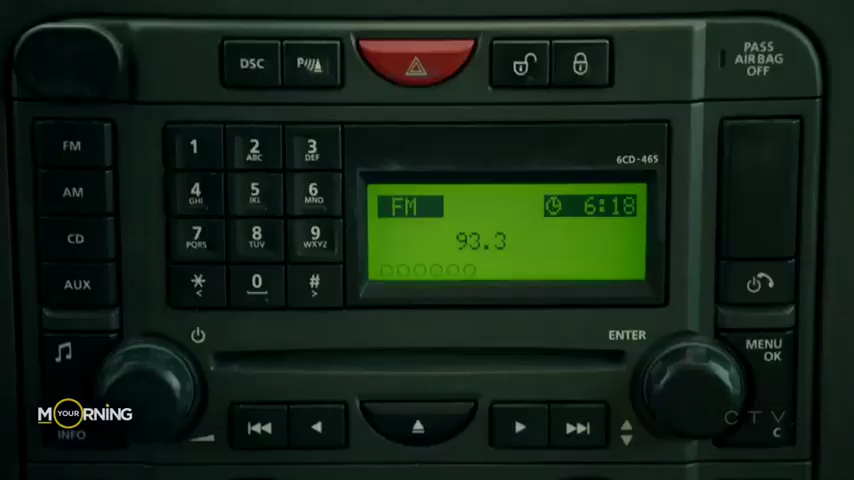 DSC
P
PASS
AIRBAG
OFF
FM
AM
CD
AUX
1
2 ABC
3 DEF
4 GHI
5 JKL
6 MNO
7 PQRS
8 TUV
9 WXYZ
* <
0
# >
6CD-465
FM 6:18
93.3
ENTER
MENU
OK
INFO
M YOUR RNING
CTV
C